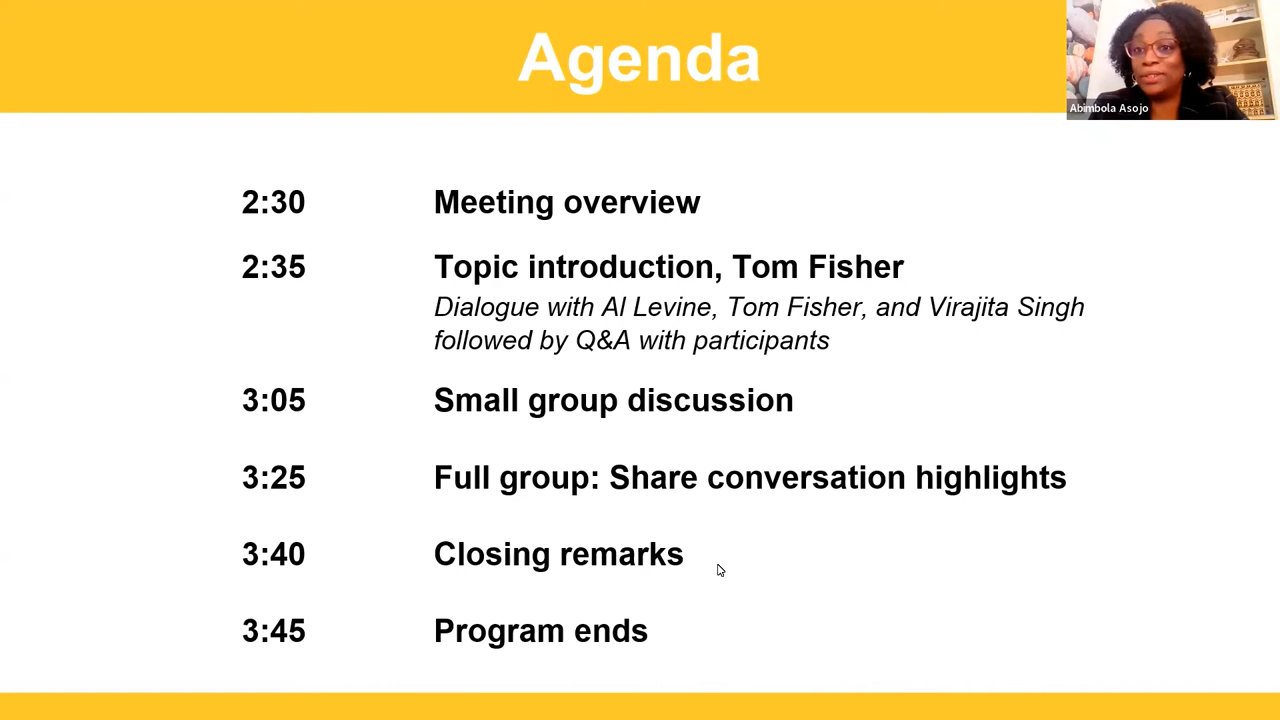 Agenda
Abimbola Asojo
2:30 Meeting overview
2:35 Topic introduction, Tom Fisher
Dialogue with Al Levine, Tom Fisher, and Virajita Singh
followed by Q&A with participants
3:05 Small group discussion
3:25 Full group: Share conversation highlights
3:40 Closing remarks
3:45 Program ends